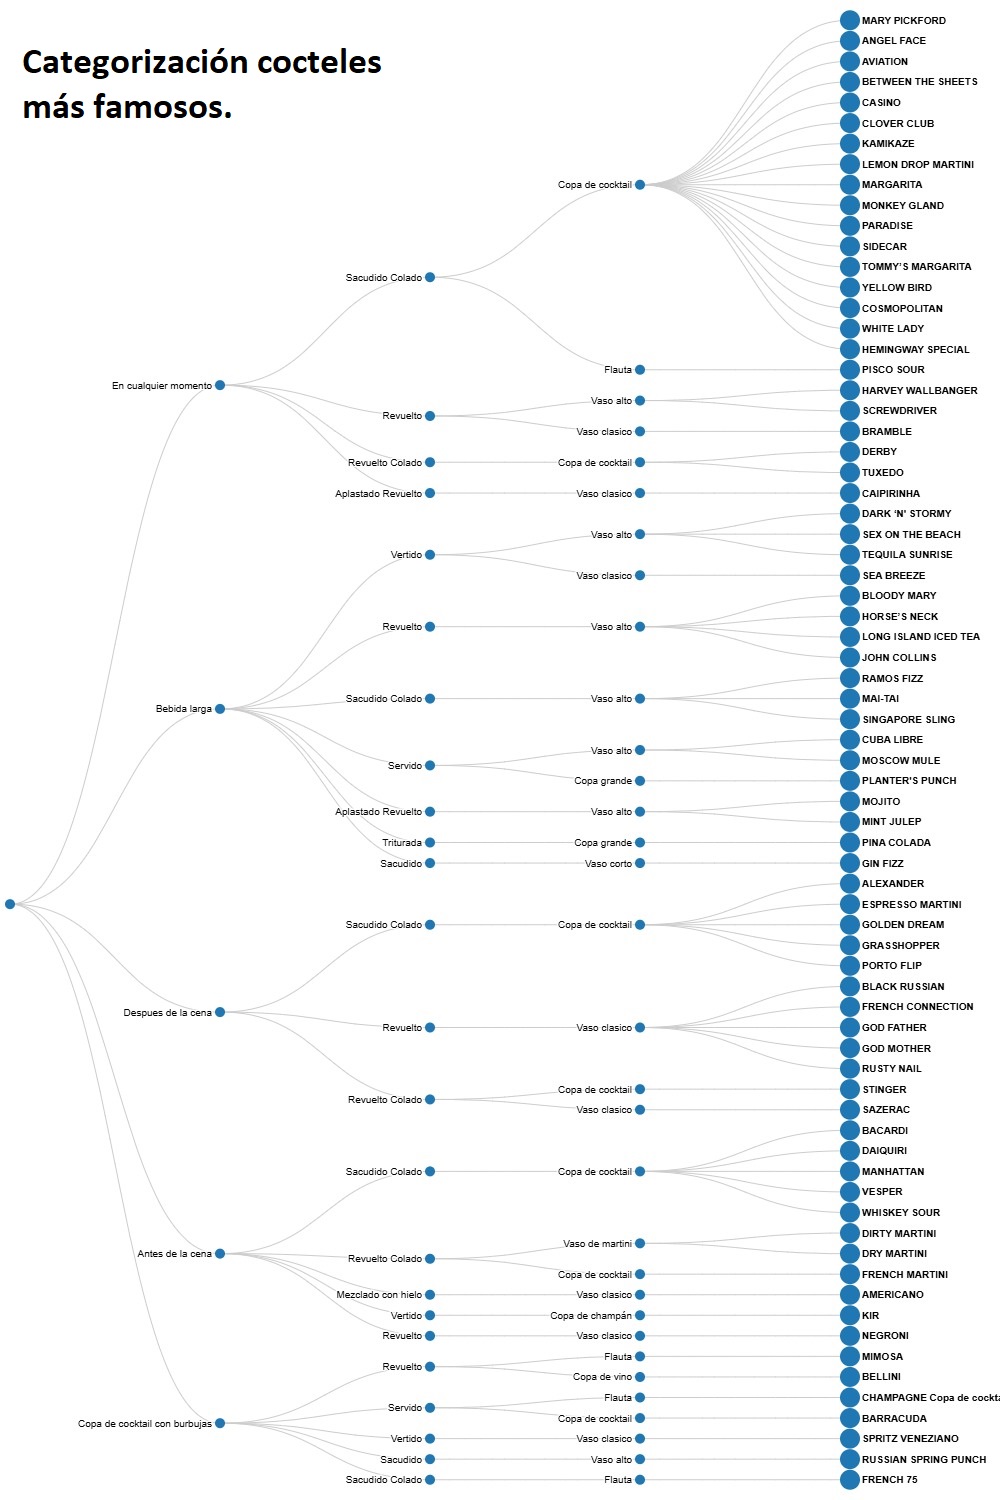 Categorización cocteles
más famosos.
MARY PICKFORD
ANGEL FACE
AVIATION
BETWEEN THE SHEETS
CASINO
CLOVER CLUB
KAMIKAZE
LEMON DROP MARTINI
Copa de cocktail
MARGARITA
MONKEY GLAND
PARADISE
SIDECAR
TOMMY'S MARGARITA
Sacudido Colado
YELLOW BIRD
COSMOPOLITAN
WHITE LADY
HEMINGWAY SPECIAL
Flauta
PISCO SOUR
En cualquier momento
HARVEY WALLBANGER
Vaso alto
SCREWDRIVER
Revuelto
Vaso clasico
BRAMBLE
DERBY
Revuelto Colado
Copa de cocktail
TUXEDO
Aplastado Revuelto
Vaso clasico
CAIPIRINHA
DARK ‘N’ STORMY
Vaso alto
SEX ON THE BEACH
Vertido
TEQUILA SUNRISE
Vaso clasico
SEA BREEZE
BLOODY MARY
HORSE’S NECK
Revuelto
Vaso alto
LONG ISLAND ICED TEA
JOHN COLLINS
RAMOS FIZZ
Sacudido Colado
Vaso alto
MAI-TAI
Bebida larga
SINGAPORE SLING
CUBA LIBRE
Vaso alto
MOSCOW MULE
Servido
Copa grande
PLANTER'S PUNCH
MOJITO
Aplastado Revuelto
Vaso alto
MINT JULEP
Triturada
Copa grande
PINA COLADA
Sacudido
Vaso corto
GIN FIZZ
ALEXANDER
ESPRESSO MARTINI
Sacudido Colado
Copa de cocktail
GOLDEN DREAM
GRASSHOPPER
PORTO FLIP
BLACK RUSSIAN
FRENCH CONNECTION
Despues de la cena
Revuelto
Vaso clasico
GOD FATHER
GOD MOTHER
RUSTY NAIL
Copa de cocktail
STINGER
Revuelto Colado
Vaso clasico
SAZERAC
BACARDI
DAIQUIRI
Sacudido Colado
Copa de cocktail
MANHATTAN
VESPER
WHISKEY SOUR
DIRTY MARTINI
Vaso de martini
DRY MARTINI
Antes de la cena
Revuelto Colado
Copa de cocktail
FRENCH MARTINI
Mezclado con hielo
Vaso clasico
AMERICANO
Vertido
Copa de champán
KIR
Revuelto
Vaso clasico
NEGRONI
Flauta
MIMOSA
Revuelto
Copa de vino
BELLINI
Flauta
CHAMPAGNE Copa de cockta
Servido
Copa de cocktail
BARRACUDA
Copa de cocktail con burbujas
Vertido
Vaso clasico
SPRITZ VENEZIANO
Sacudido
Vaso alto
RUSSIAN SPRING PUNCH
Sacudido Colado
Flauta
FRENCH 75